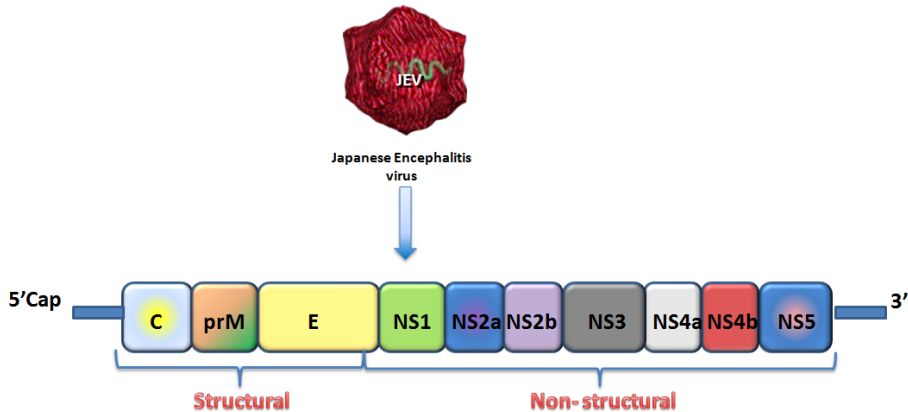 JEV
Japanese Encephalitis
virus
5’Cap
C
prM
E
NS1
NS2a
NS2b
NS3
NS4a
NS4b
NS5
3’
Structural
Non- structural